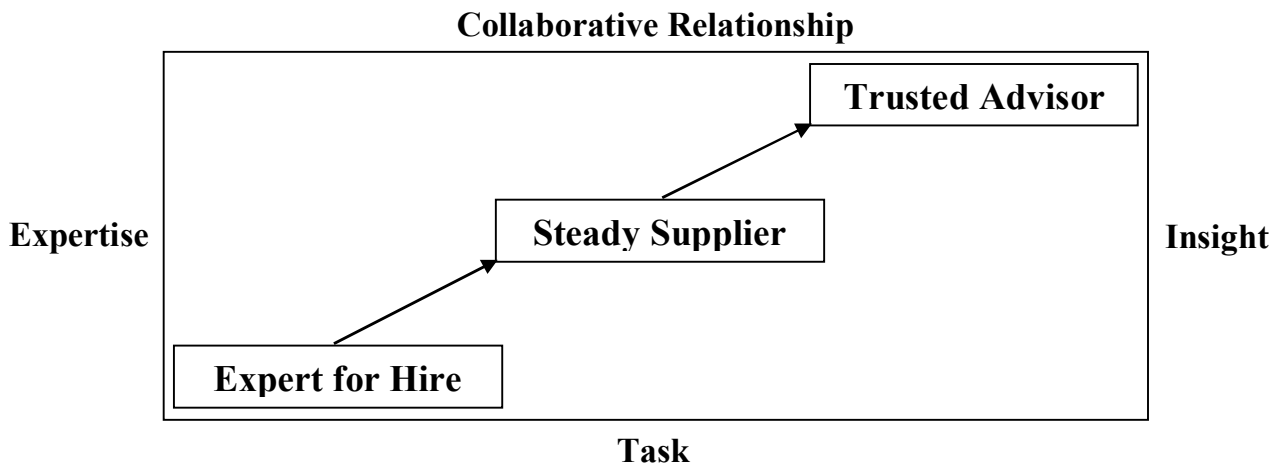 Collaborative Relationship
Trusted Advisor
Expertise
Steady Supplier
Insight
Expert for Hire
Task